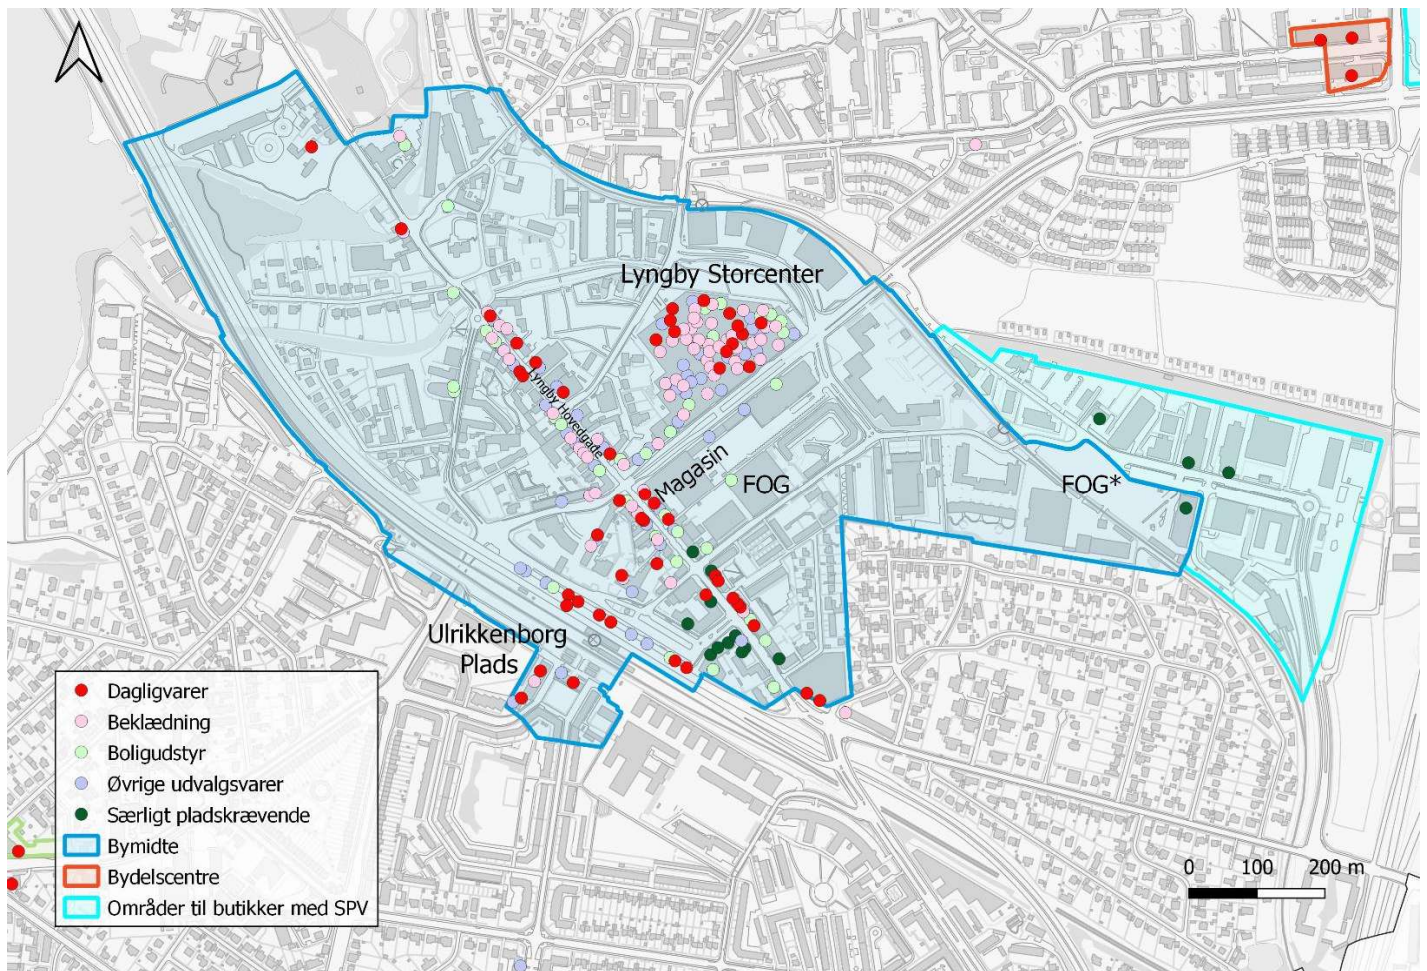 Lyngby Storcenter
Lyngby Hovedgade
Magasin
FOG
FOG*
Ulrikkenborg
Plads
Dagligvarer
Beklædning
Boligudstyr
Øvrige udvalgsvarer
Særligt pladskrævende
Bymidte
Bydelscentre
Områder til butikker med SPV
0 100 200 m